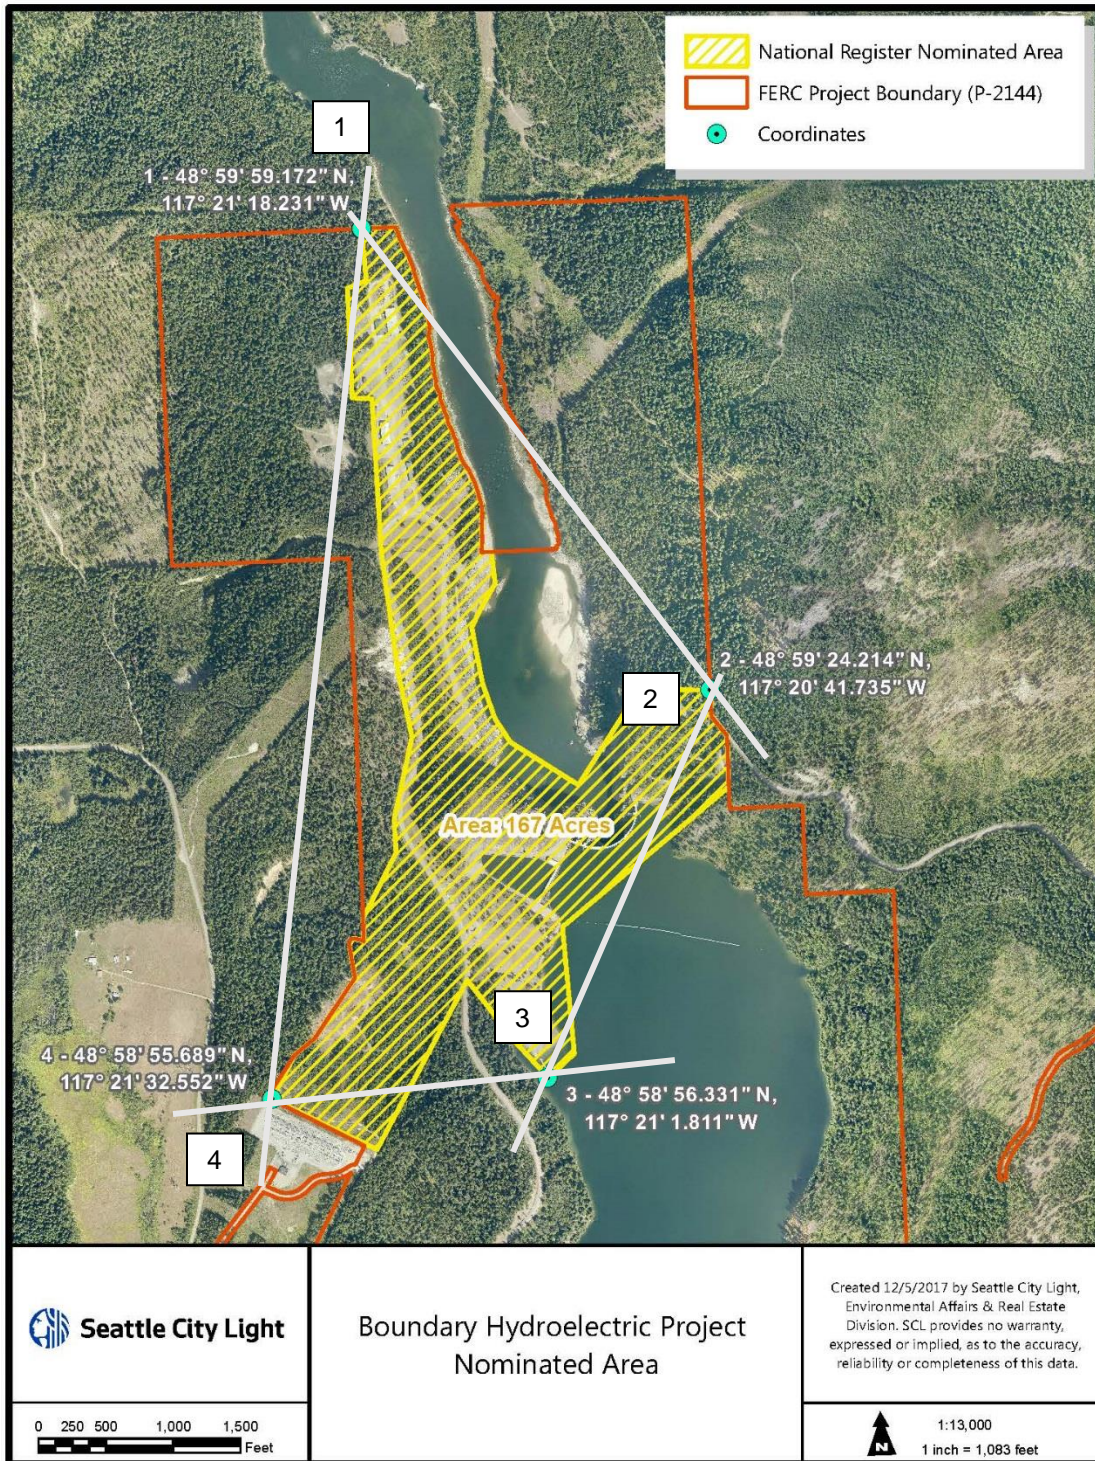 National Register Nominated Area
FERC Project Boundary (P-2144)
Coordinates
1
1 - 48° 59' 59.172" N,
117° 21' 18.231" W
2
2 - 48° 59' 24.214" N,
117° 20' 41.735" W
Area: 167 Acres
3
3 - 48° 58' 56.331" N,
117° 21' 1.811" W
4 - 48° 58' 55.689" N,
117° 21' 32.552" W
4
Seattle City Light
0 250 500 1,000 1,500
Feet
Boundary Hydroelectric Project
Nominated Area
Created 12/5/2017 by Seattle City Light,
Environmental Affairs & Real Estate
Division. SCL provides no warranty,
expressed or implied, as to the accuracy,
reliability or completeness of this data.
N
1:13,000
1 inch = 1,083 feet